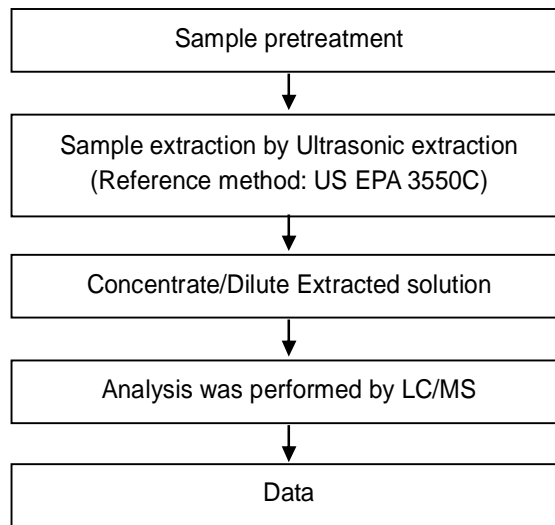 Sample pretreatment
Sample extraction by Ultrasonic extraction
(Reference method: US EPA 3550C)
Concentrate/Dilute Extracted solution
Analysis was performed by LC/MS
Data